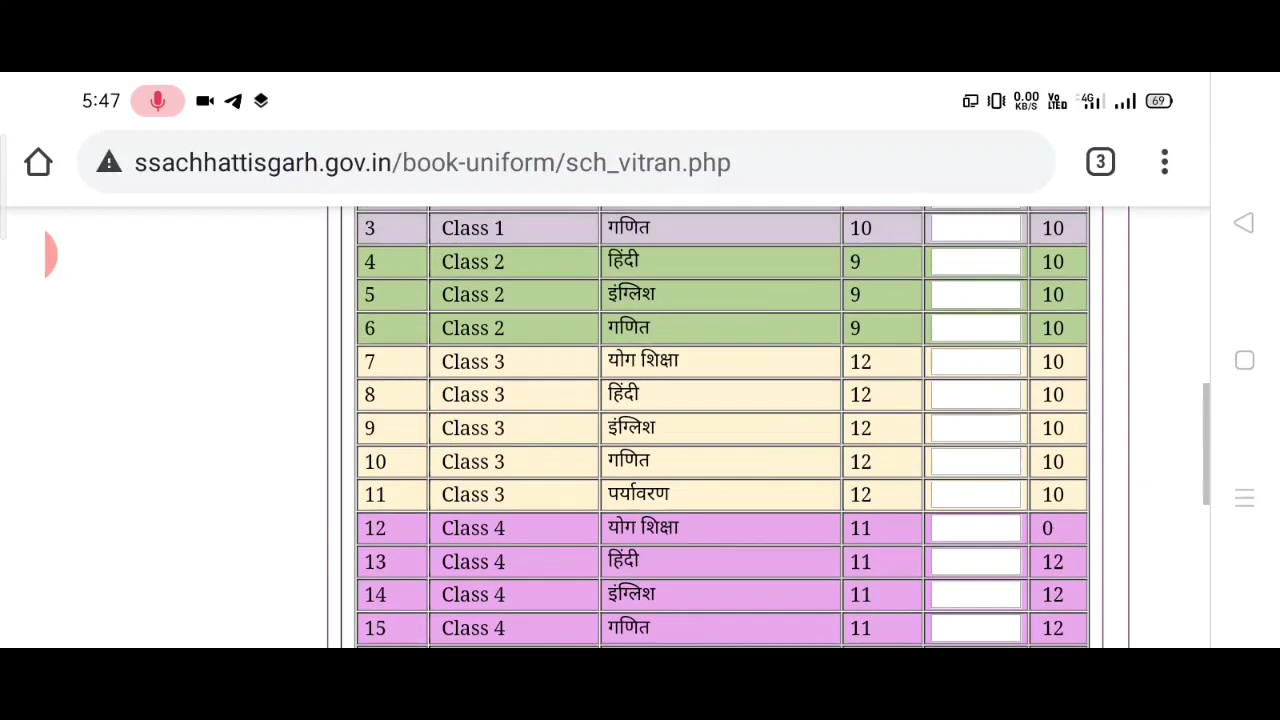 5:47 0.00 KB/S Vo LTED 4G 69
ssachhattisgarh.gov.in/book-uniform/sch_vitran.php 3
3 Class 1 गणित 10 10
4 Class 2 हिंदी 9 10
5 Class 2 इंग्लिश 9 10
6 Class 2 गणित 9 10
7 Class 3 योग शिक्षा 12 10
8 Class 3 हिंदी 12 10
9 Class 3 इंग्लिश 12 10
10 Class 3 गणित 12 10
11 Class 3 पर्यावरण 12 10
12 Class 4 योग शिक्षा 11 0
13 Class 4 हिंदी 11 12
14 Class 4 इंग्लिश 11 12
15 Class 4 गणित 11 12